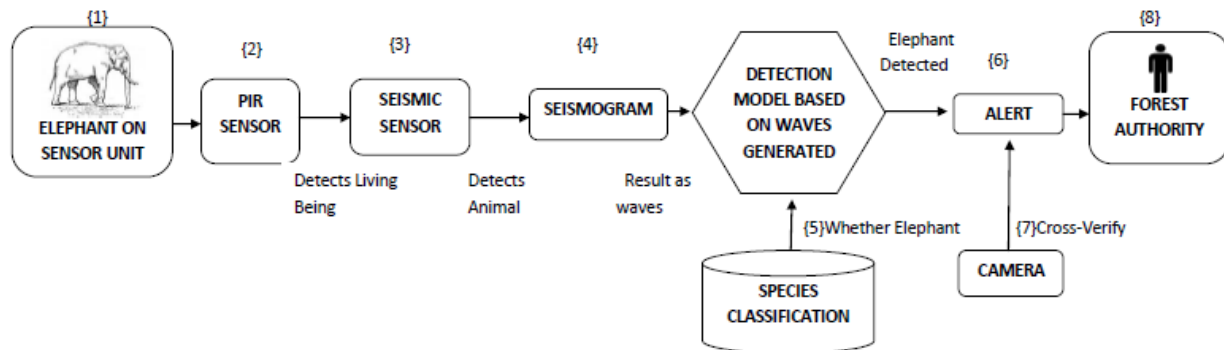 {1}
ELEPHANT ON
SENSOR UNIT
{2}
PIR
SENSOR
Detects Living
Being
{3}
SEISMIC
SENSOR
Detects
Animal
{4}
SEISMOGRAM
Result as
waves
DETECTION
MODEL BASED
ON WAVES
GENERATED
{5}Whether Elephant
SPECIES
CLASSIFICATION
Elephant
Detected
{6}
ALERT
{7}Cross-Verify
CAMERA
{8}
FOREST
AUTHORITY